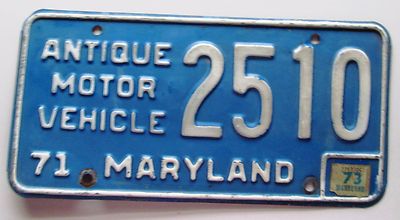 ANTIQUE
MOTOR
VEHICLE
2510
71 MARYLAND
73